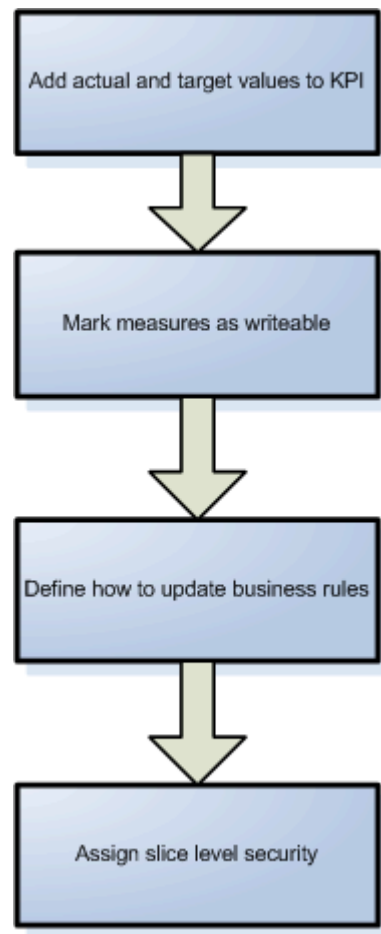 Add actual and target values to KPI
Mark measures as writeable
Define how to update business rules
Assign slice level security